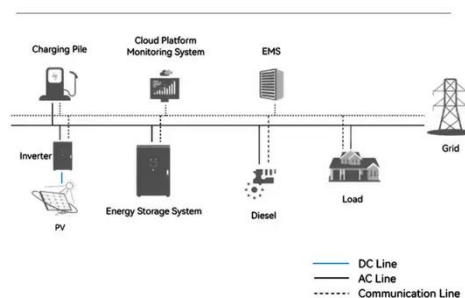 Charging Pile
Cloud Platform
Monitoring System
EMS
Grid
Inverter
PV
Energy Storage System
Diesel
Load
DC Line
AC Line
Communication Line